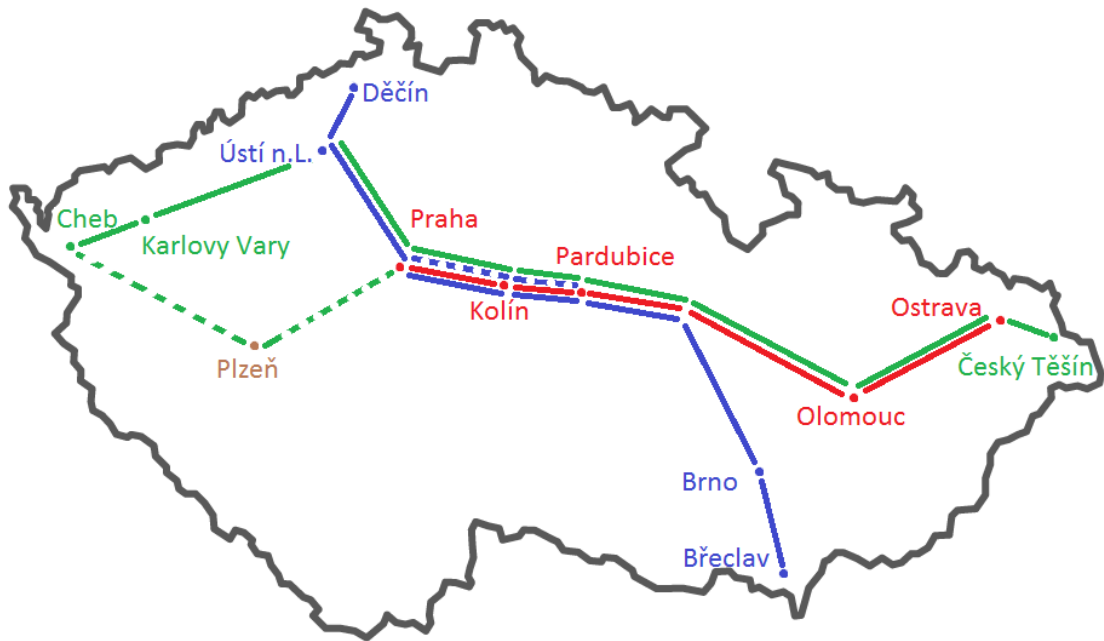 Děčín
Ústí n.L.
Praha
Cheb
Karlovy Vary
Pardubice
Kolín
Ostrava
Plzeň
Český Těšín
Olomouc
Brno
Břeclav